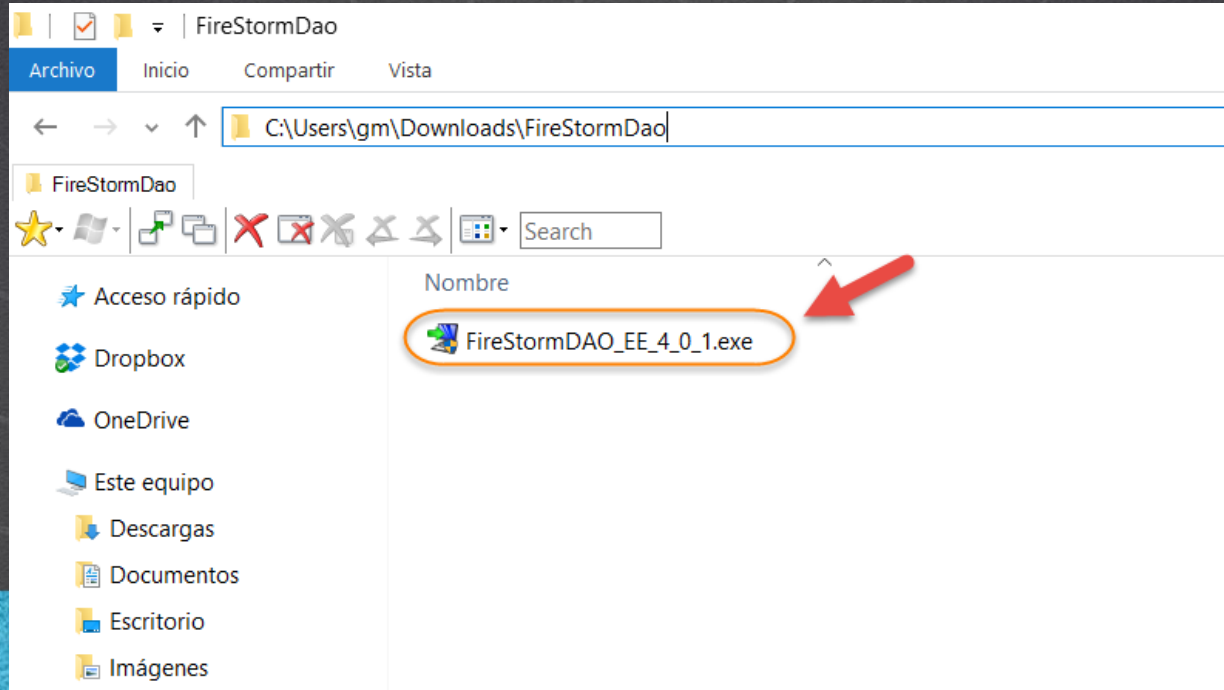 FireStormDao
Archivo Inicio Compartir Vista
C:\Users\gm\Downloads\FireStormDao
FireStormDao
Search
Acceso rápido
Dropbox
OneDrive
Este equipo
Descargas
Documentos
Escritorio
Imágenes
Nombre
FireStormDAO_EE_4_0_1.exe